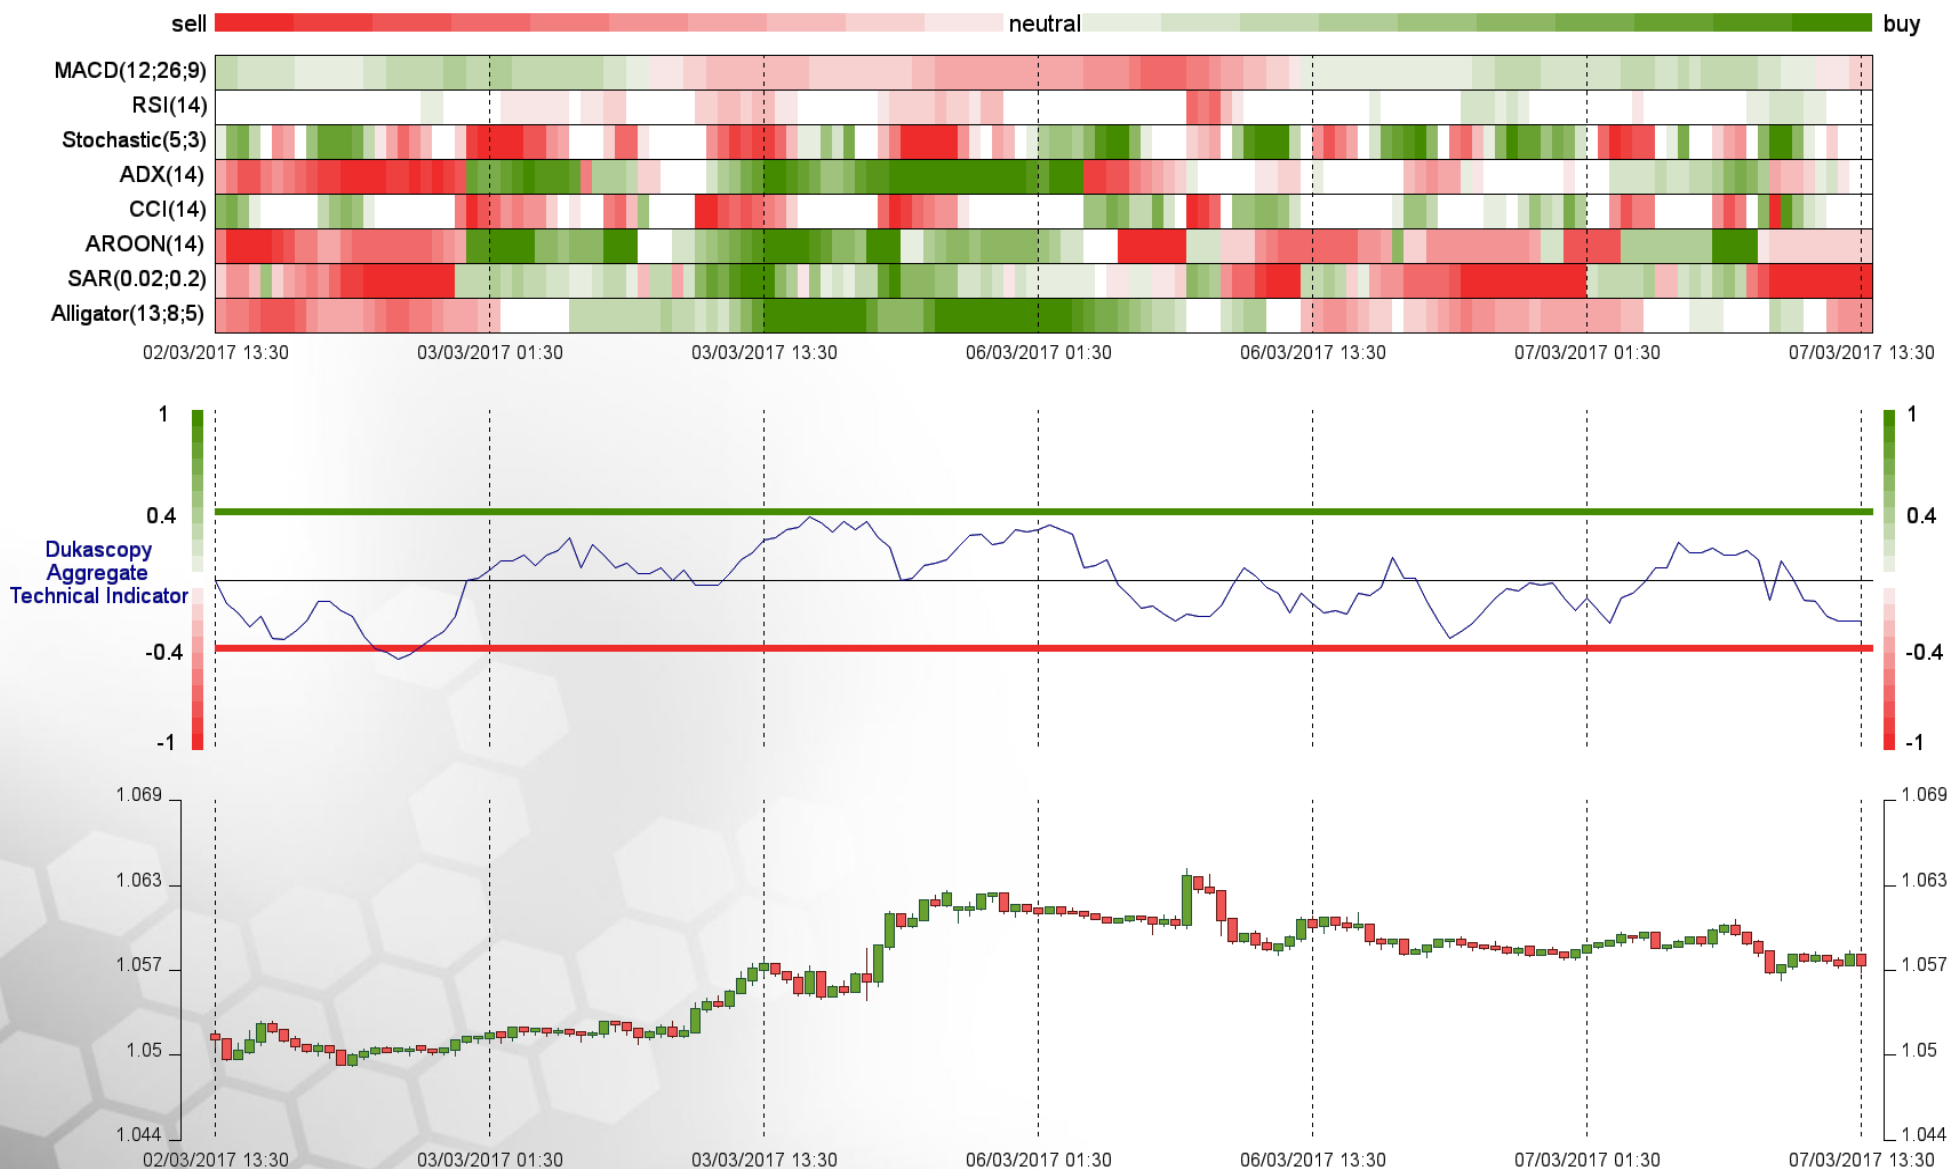 sell neutral buy
MACD(12;26;9)
RSI(14)
Stochastic(5;3)
ADX(14)
CCI(14)
AROON(14)
SAR(0.02;0.2)
Alligator(13;8;5)
02/03/2017 13:30 03/03/2017 01:30 03/03/2017 13:30 06/03/2017 01:30 06/03/2017 13:30 07/03/2017 01:30 07/03/2017 13:30
1 1
0.4 0.4
Dukascopy
Aggregate
Technical Indicator
-0.4 -0.4
-1 -1
1.069 1.069
1.063 1.063
1.057 1.057
1.05 1.05
1.044 1.044
02/03/2017 13:30 03/03/2017 01:30 03/03/2017 13:30 06/03/2017 01:30 06/03/2017 13:30 07/03/2017 01:30 07/03/2017 13:30